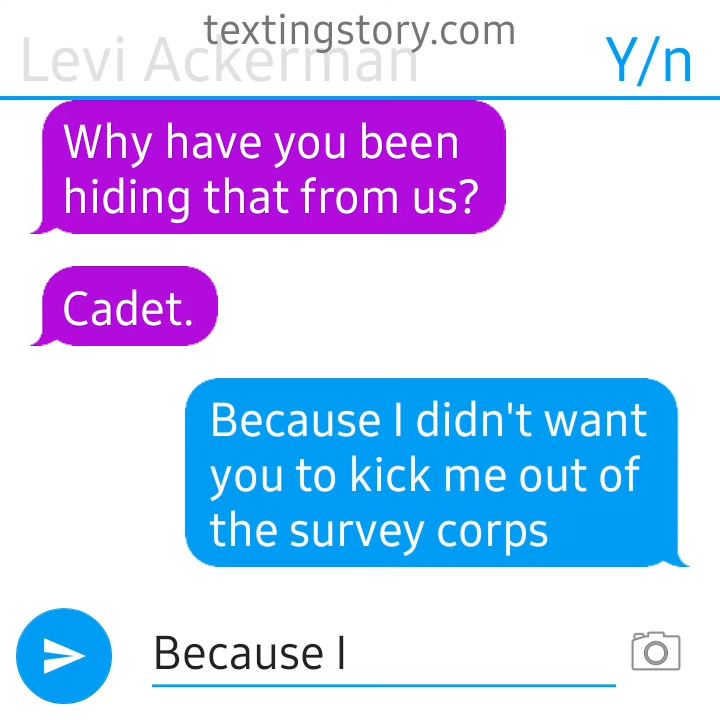 textingstory.com
Levi Ackerman
Y/n
Why have you been
hiding that from us?
Cadet.
Because I didn't want
you to kick me out of
the survey corps
Because I